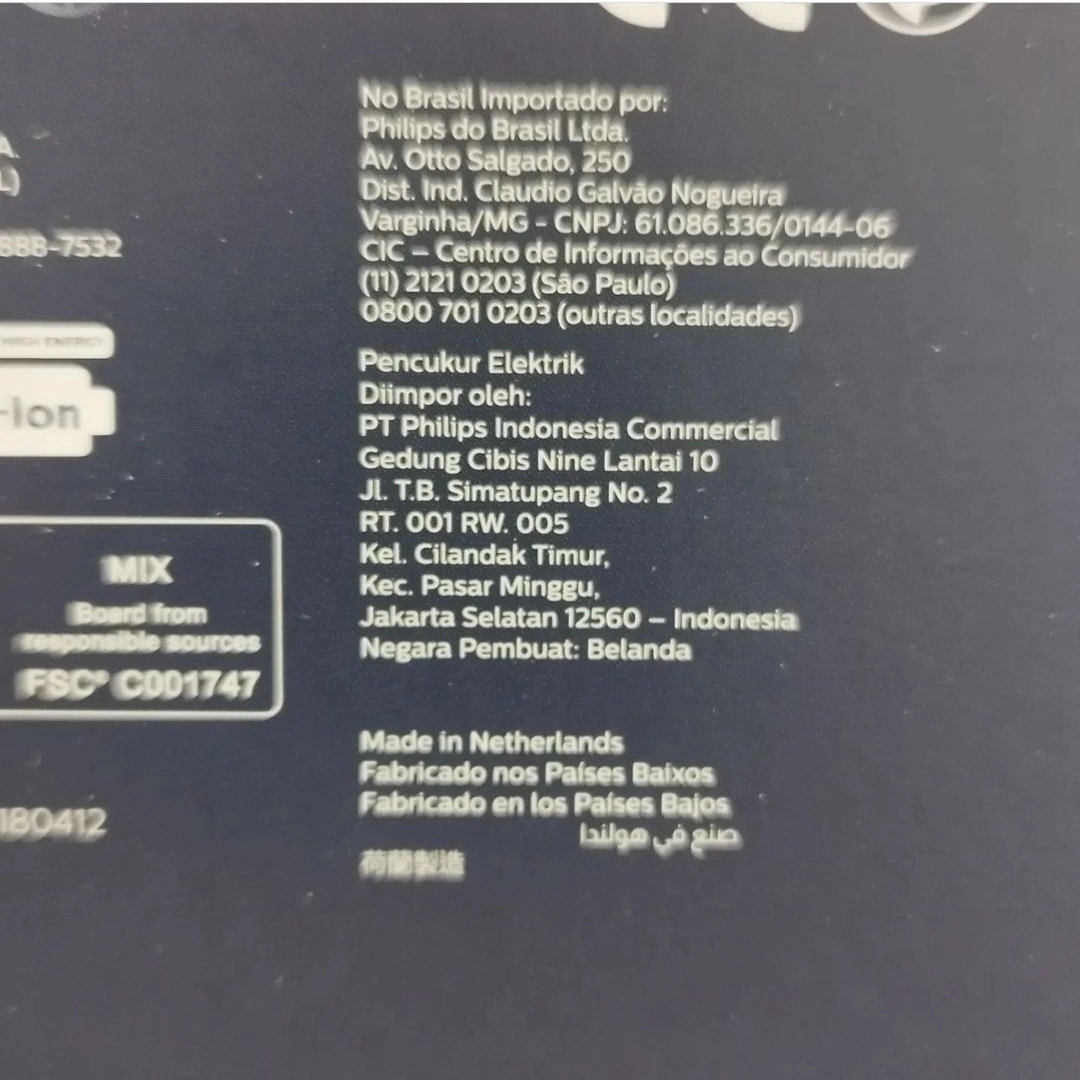 A.
L)
888-7532
HIGH ENERGY
-ion
MIX
Board from
responsible sources
FSC® C001747
180412
No Brasil Importado por:
Philips do Brasil Ltda.
Av. Otto Salgado, 250
Dist. Ind. Claudio Galvão Nogueira
Varginha/MG - CNPJ: 61.086.336/0144-06
CIC – Centro de Informações ao Consumidor
(11) 2121 0203 (São Paulo)
0800 701 0203 (outras localidades)
Pencukur Elektrik
Diimpor oleh:
PT Philips Indonesia Commercial
Gedung Cibis Nine Lantai 10
Jl. T.B. Simatupang No. 2
RT. 001 RW. 005
Kel. Cilandak Timur,
Kec. Pasar Minggu,
Jakarta Selatan 12560 – Indonesia
Negara Pembuat: Belanda
Made in Netherlands
Fabricado nos Países Baixos
Fabricado en los Países Bajos
صنع في هولندا
荷蘭製造